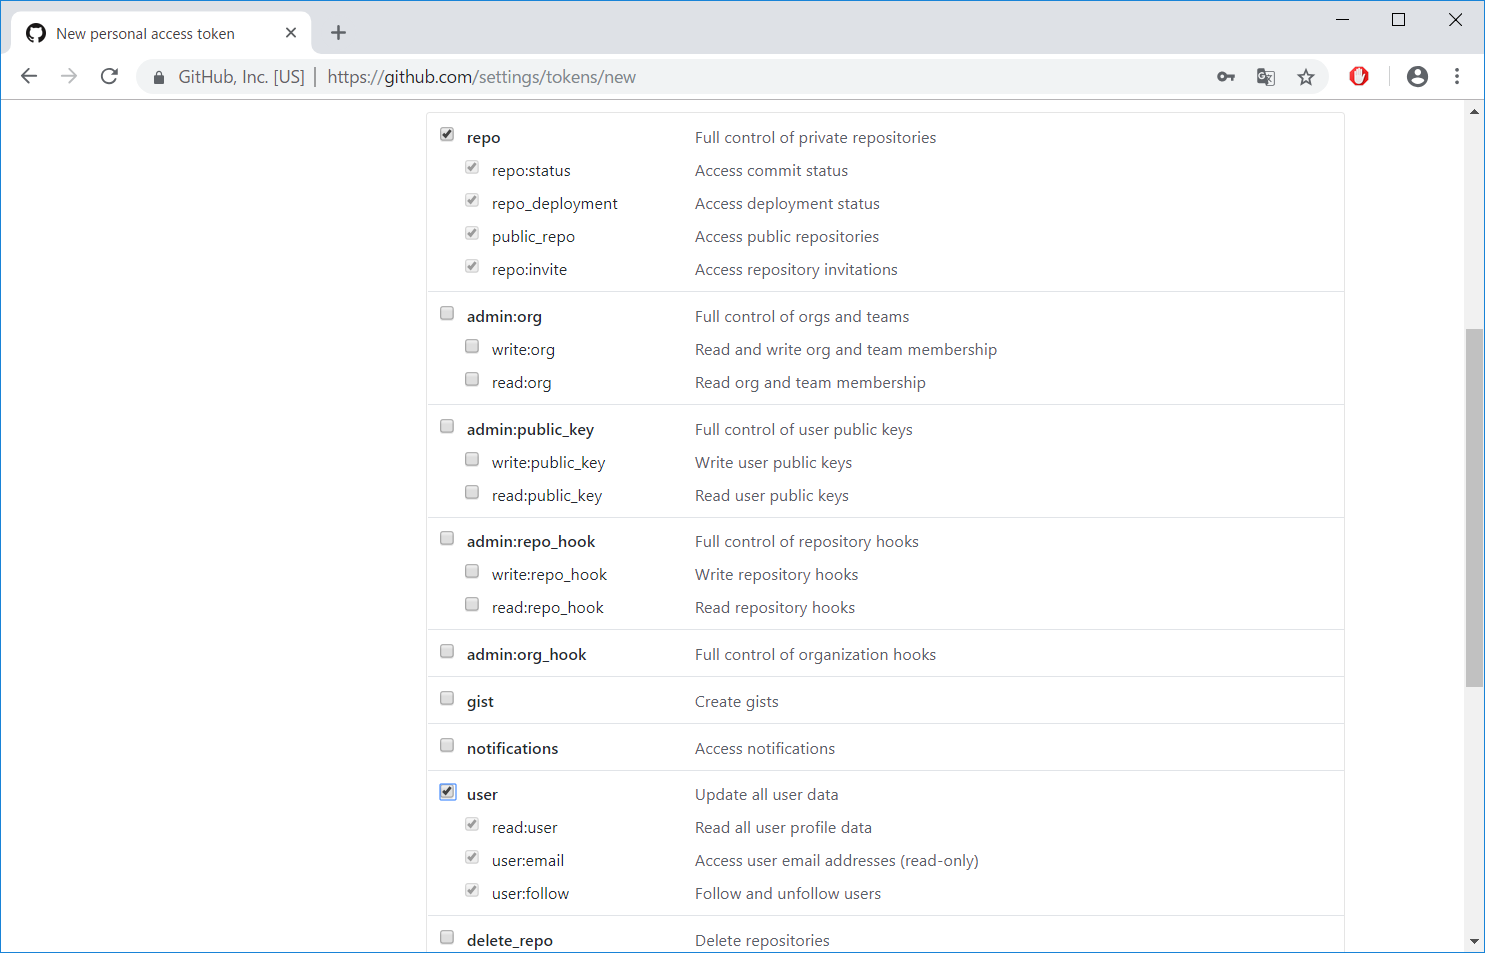 New personal access token
GitHub, Inc. [US] | https://github.com/settings/tokens/new
repo Full control of private repositories
repo:status Access commit status
repo_deployment Access deployment status
public_repo Access public repositories
repo:invite Access repository invitations
admin:org Full control of orgs and teams
write:org Read and write org and team membership
read:org Read org and team membership
admin:public_key Full control of user public keys
write:public_key Write user public keys
read:public_key Read user public keys
admin:repo_hook Full control of repository hooks
write:repo_hook Write repository hooks
read:repo_hook Read repository hooks
admin:org_hook Full control of organization hooks
gist Create gists
notifications Access notifications
user Update all user data
read:user Read all user profile data
user:email Access user email addresses (read-only)
user:follow Follow and unfollow users
delete_repo Delete repositories